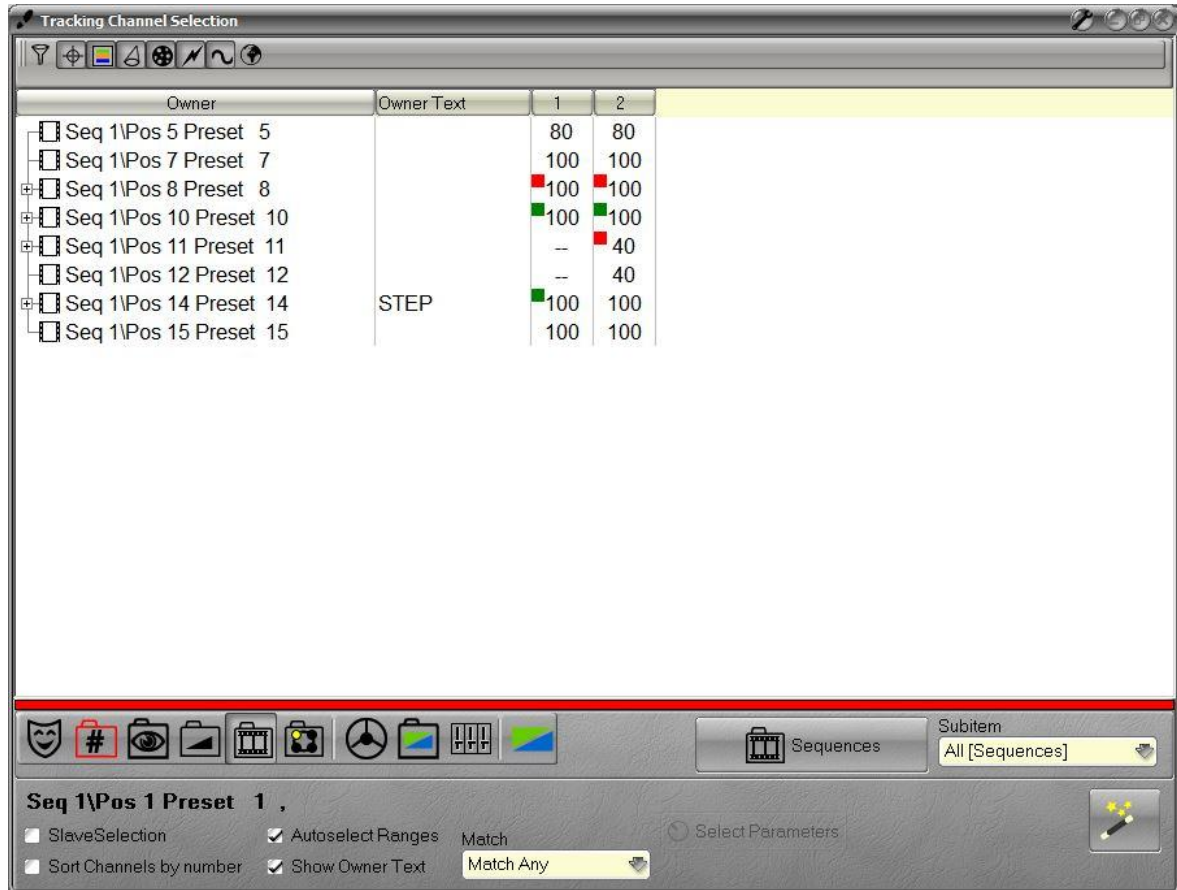 Tracking Channel Selection
Owner Owner Text 1 2
Seq 1\Pos 5 Preset 5 80 80
Seq 1\Pos 7 Preset 7 100 100
Seq 1\Pos 8 Preset 8 100 100
Seq 1\Pos 10 Preset 10 100 100
Seq 1\Pos 11 Preset 11 -- 40
Seq 1\Pos 12 Preset 12 -- 40
Seq 1\Pos 14 Preset 14 STEP 100 100
Seq 1\Pos 15 Preset 15 100 100
#
Sequences
Subitem
All [Sequences]
Seq 1\Pos 1 Preset 1 ,
SlaveSelection Autoselect Ranges Match Select Parameters
Sort Channels by number Show Owner Text Match Any